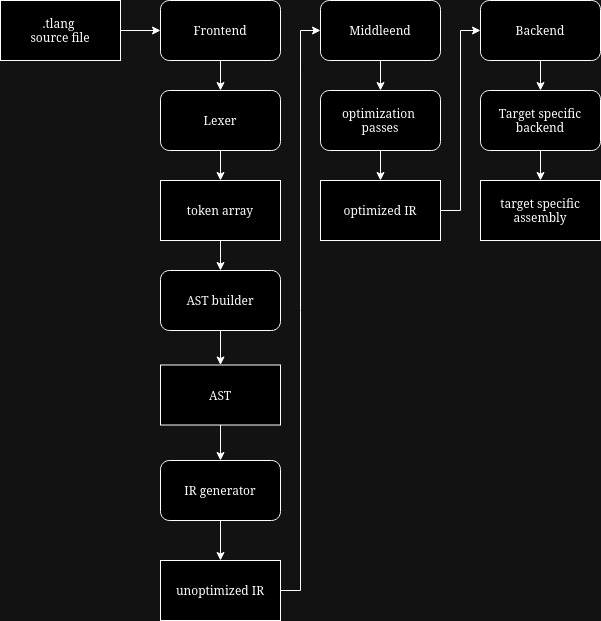 .tlang
source file
Frontend
Middleend
Backend
Lexer
optimization
passes
Target specific
backend
token array
optimized IR
target specific
assembly
AST builder
AST
IR generator
unoptimized IR